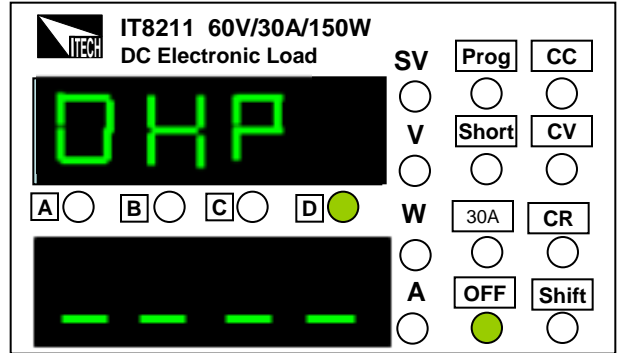 ITECH
IT8211 60V/30A/150W
DC Electronic Load
OHP
A B C D
_ _ _ _
SV Prog CC
V Short CV
W 30A CR
A OFF Shift